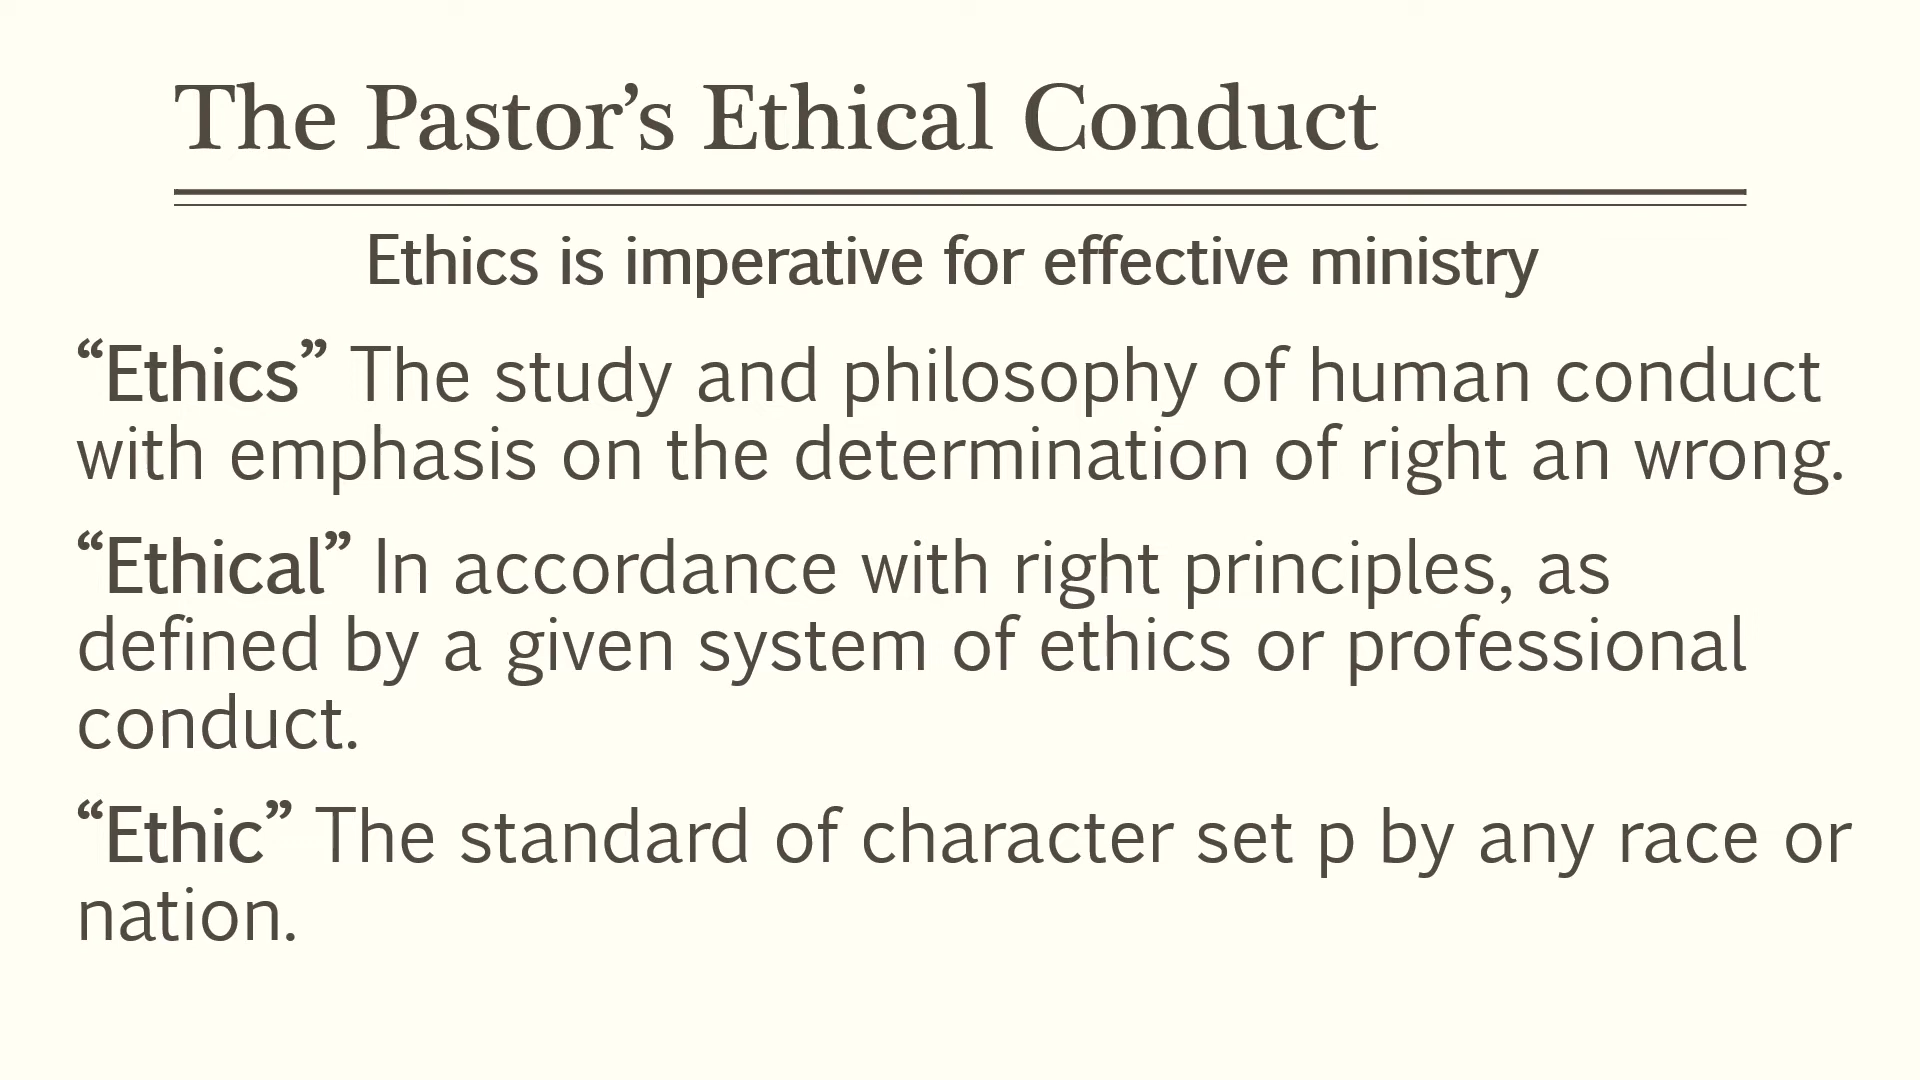 The Pastor’s Ethical Conduct
Ethics is imperative for effective ministry
“Ethics” The study and philosophy of human conduct
with emphasis on the determination of right an wrong.
“Ethical” In accordance with right principles, as
defined by a given system of ethics or professional
conduct.
“Ethic” The standard of character set p by any race or
nation.